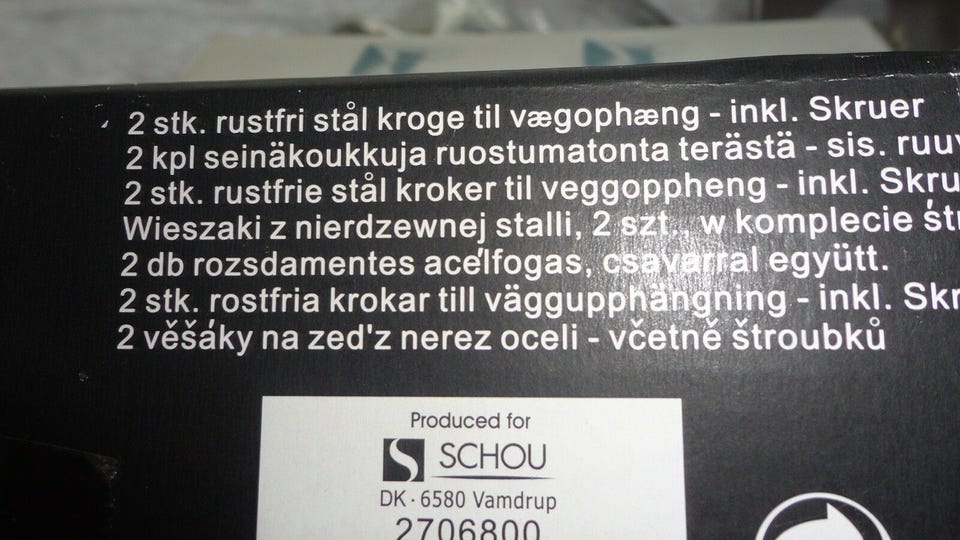 2 stk. rustfri stål kroge til vægophæng - inkl. Skruer
2 kpl seinäkoukkuja ruostumatonta terästä - sis.
2 stk. rustfrie stål kroker til veggoppheng - inkl.
Wieszaki z nierdzewnej stalli, 2 szt., w komplecie
2 db rozsdamentes acélfogas, csavarral együtt.
2 stk. rostfria krokar till väggupphängning - inkl.
2 věšáky na zed'z nerez oceli - včetně štroubků
Produced for
SCHOU
DK · 6580 Vamdrup
2706800